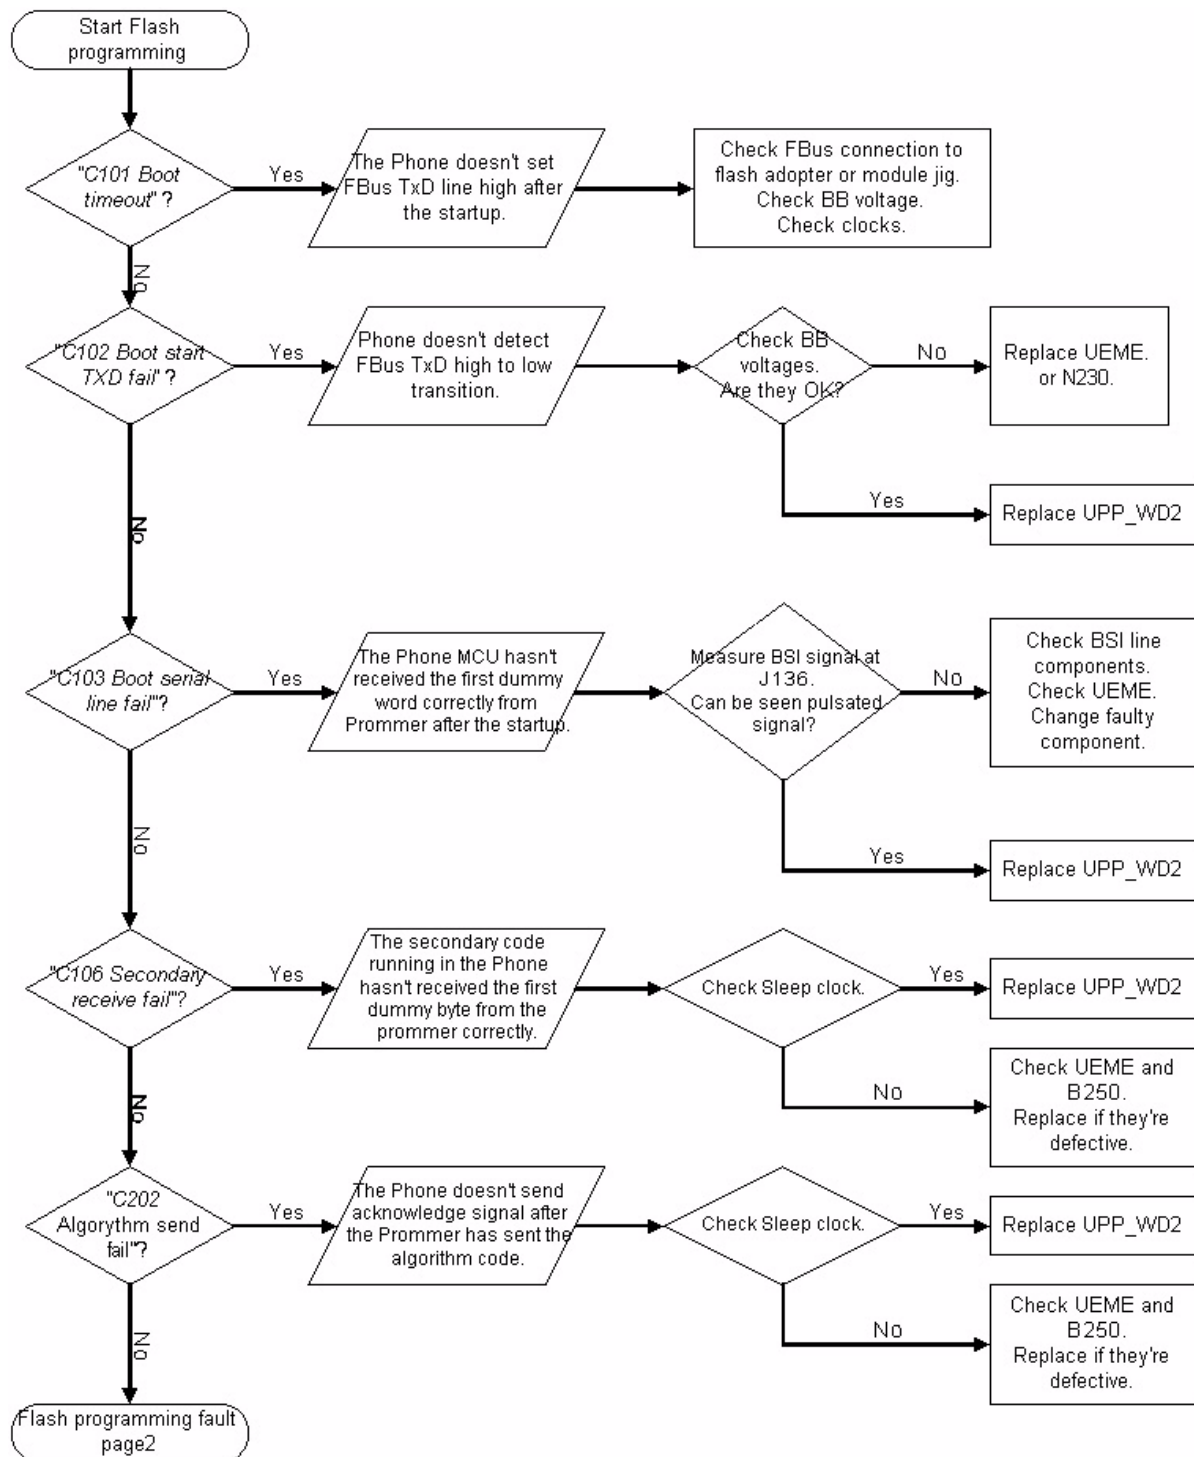 Start Flash
programming
"C101 Boot
timeout" ?
Yes
The Phone doesn't set
FBus TxD line high after
the startup.
Check FBus connection to
flash adopter or module jig.
Check BB voltage.
Check clocks.
No
"C102 Boot start
TXD fail" ?
Yes
Phone doesn't detect
FBus TxD high to low
transition.
Check BB
voltages.
Are they OK?
No
Replace UEME.
or N230.
Yes
Replace UPP_WD2
No
"C103 Boot serial
line fail"?
Yes
The Phone MCU hasn't
received the first dummy
word correctly from
Prommer after the startup.
Measure BSI signal at
J136.
Can be seen pulsated
signal?
No
Check BSI line
components.
Check UEME.
Change faulty
component.
Yes
Replace UPP_WD2
No
"C106 Secondary
receive fail"?
Yes
The secondary code
running in the Phone
hasn't received the first
dummy byte from the
prommer correctly.
Check Sleep clock.
Yes
Replace UPP_WD2
No
Check UEME and
B250.
Replace if they're
defective.
No
"C202
Algorythm send
fail"?
Yes
The Phone doesn't send
acknowledge signal after
the Prommer has sent the
algorithm code.
Check Sleep clock.
Yes
Replace UPP_WD2
No
Check UEME and
B250.
Replace if they're
defective.
No
Flash programming fault
page2